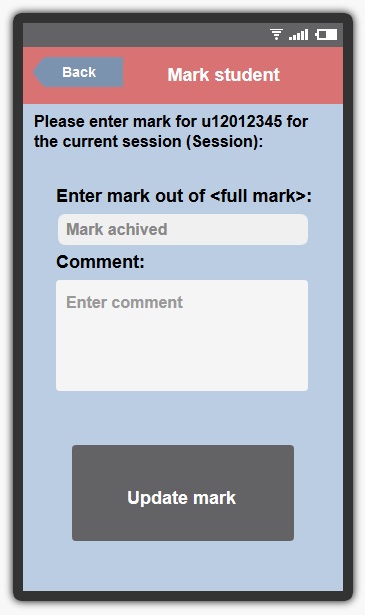 Back
Mark student
Please enter mark for u12012345 for
the current session (Session):
Enter mark out of <full mark>:
Mark achived
Comment:
Enter comment
Update mark